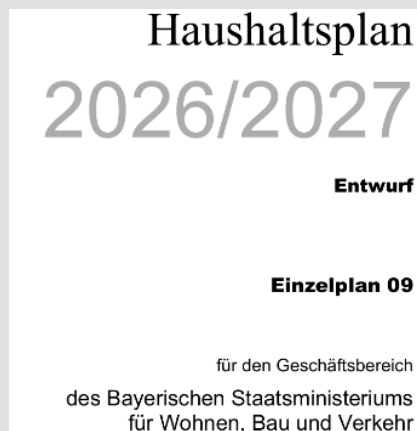 Haushaltsplan
2026/2027
Entwurf
Einzelplan 09
für den Geschäftsbereich
des Bayerischen Staatsministeriums
für Wohnen, Bau und Verkehr